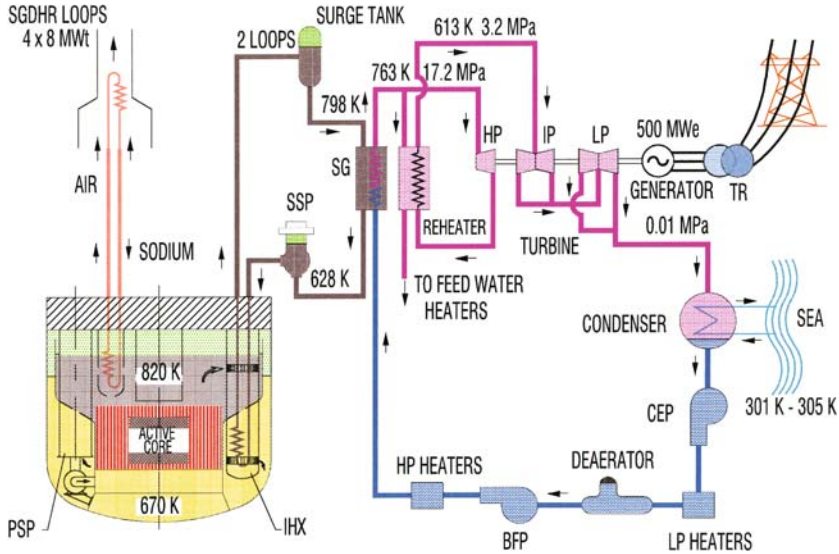 SGDHR LOOPS
4 x 8 MWt
SURGE TANK
2 LOOPS
613 K 3.2 MPa
763 K 17.2 MPa
798 K
HP
IP
LP
500 MWe
GENERATOR
TR
AIR
SG
SSP
REHEATER
TURBINE
0.01 MPa
SODIUM
628 K
TO FEED WATER
HEATERS
CONDENSER
SEA
820 K
301 K - 305 K
CEP
ACTIVE
CORE
HP HEATERS
DEAERATOR
670 K
PSP
IHX
BFP
LP HEATERS